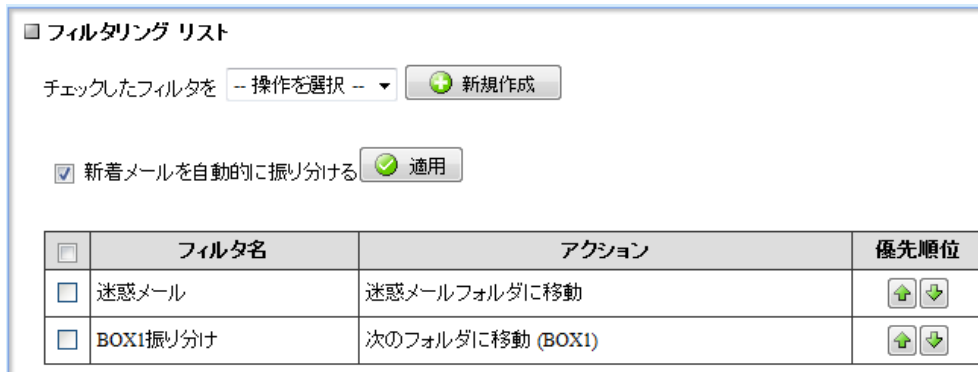 フィルタリング リスト
チェックしたフィルタを -- 操作を選択 -- 新規作成
新着メールを自動的に振り分ける 適用
フィルタ名 アクション 優先順位
迷惑メール 迷惑メールフォルダに移動
BOX1振り分け 次のフォルダに移動 (BOX1)